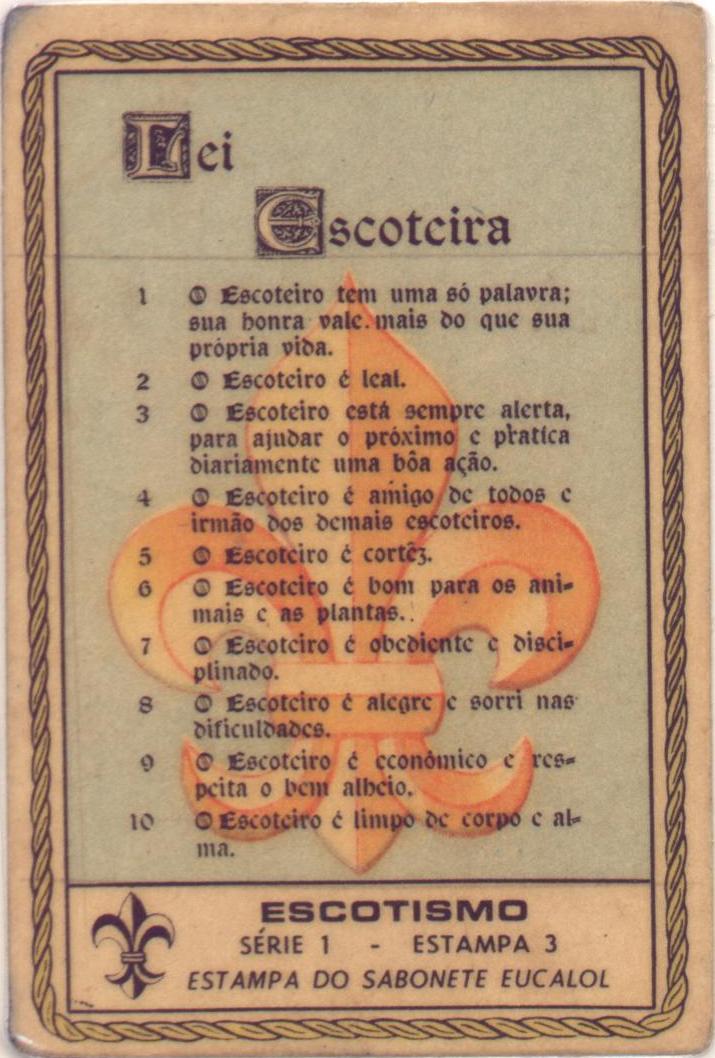 Lei
Escoteira
1 O Escoteiro tem uma só palavra;
sua honra vale mais do que sua
própria vida.
2 O Escoteiro é leal.
3 O Escoteiro está sempre alerta,
para ajudar o próximo e pratica
diariamente uma bôa ação.
4 O Escoteiro é amigo de todos e
irmão dos demais escoteiros.
5 O Escoteiro é cortêz.
6 O Escoteiro é bom para os ani-
mais e as plantas.
7 O Escoteiro é obediente e disci-
plinado.
8 O Escoteiro é alegre e sorri nas
dificuldades.
9 O Escoteiro é econômico e res-
peita o bem alheio.
10 O Escoteiro é limpo de corpo e al-
ma.
ESCOTISMO
SÉRIE 1 - ESTAMPA 3
ESTAMPA DO SABONETE EUCALOL